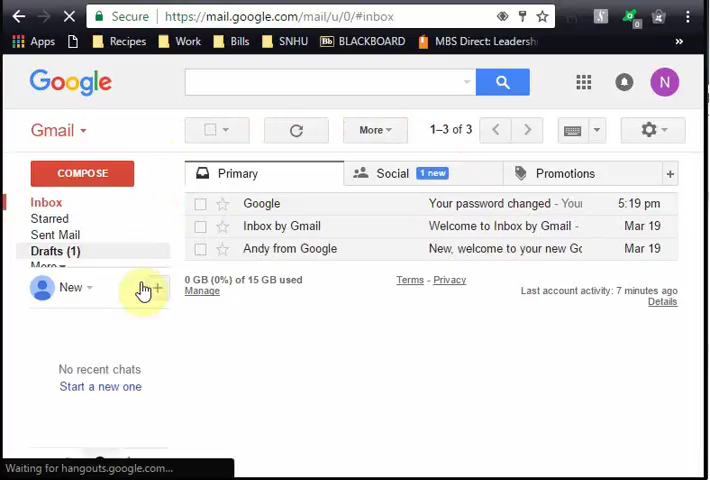 Secure https://mail.google.com/mail/u/0/#inbox
Apps Recipes Work Bills SNHU Bb BLACKBOARD MBS Direct: Leadersh »
Google N
Gmail More 1–3 of 3
COMPOSE Primary Social 1 new Promotions +
Inbox Google Your password changed - Your 5:19 pm
Starred
Sent Mail Inbox by Gmail Welcome to Inbox by Gmail - Mar 19
Drafts (1) Andy from Google New, welcome to your new Go Mar 19
More
New + 0 GB (0%) of 15 GB used Terms - Privacy Last account activity: 7 minutes ago
Manage Details
No recent chats
Start a new one
Waiting for hangouts.google.com...